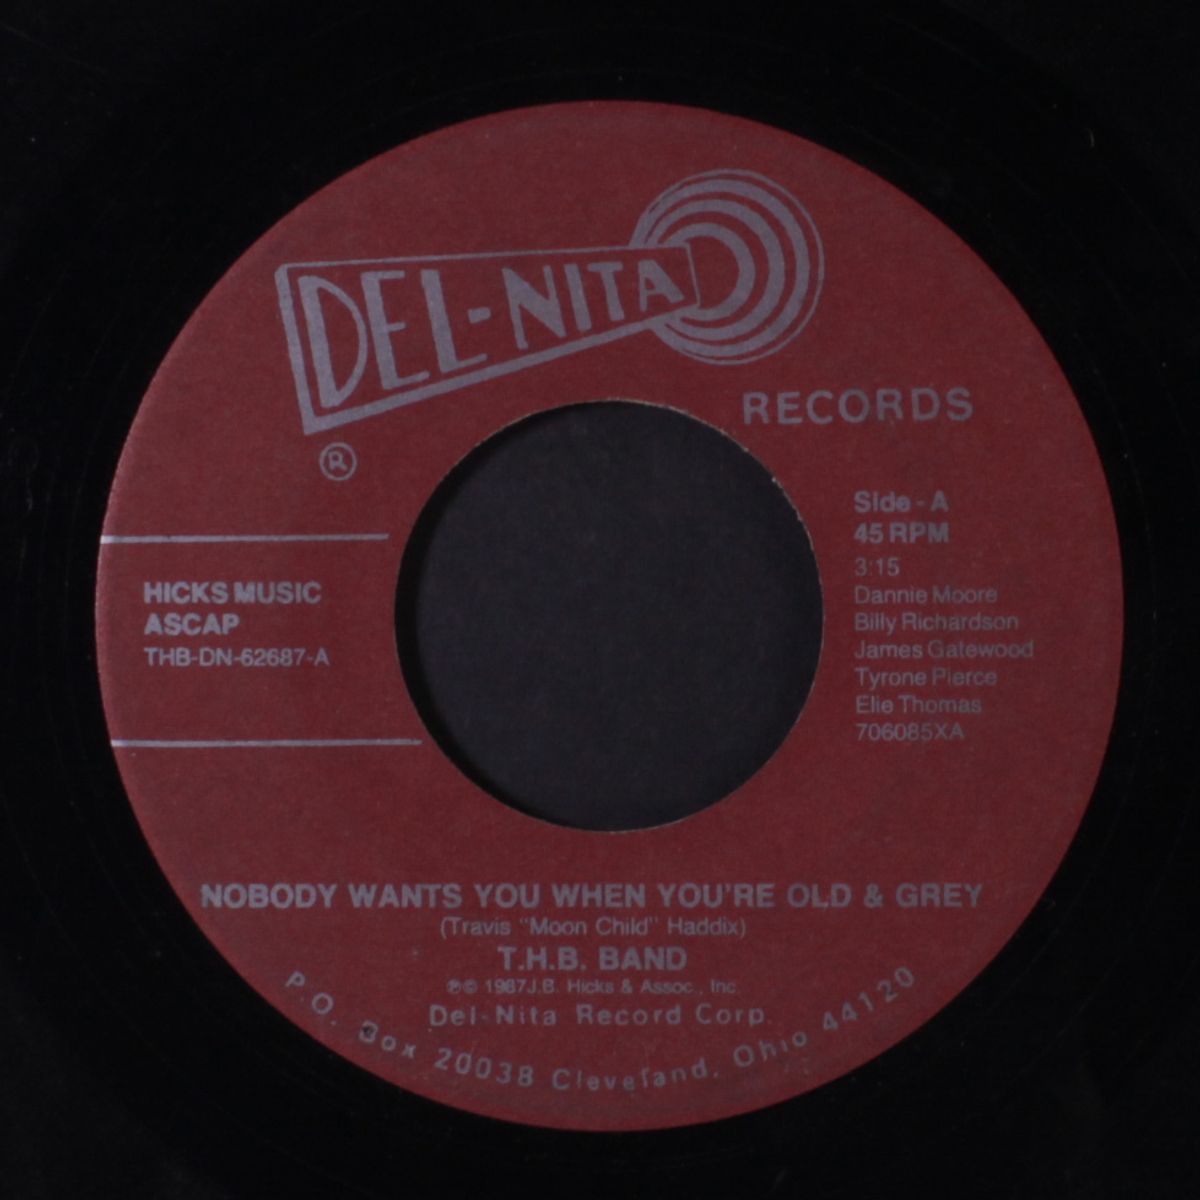 DEL-NITA
RECORDS
®
Side - A
45 RPM
3:15
Dannie Moore
Billy Richardson
James Gatewood
Tyrone Pierce
Elie Thomas
706085XA
HICKS MUSIC
ASCAP
THB-DN-62687-A
NOBODY WANTS YOU WHEN YOU'RE OLD & GREY
(Travis "Moon Child" Haddix)
T.H.B. BAND
℗© 1987 J.B. Hicks & Assoc., Inc.
Del-Nita Record Corp.
P.O. Box 20038 Cleveland, Ohio 44120